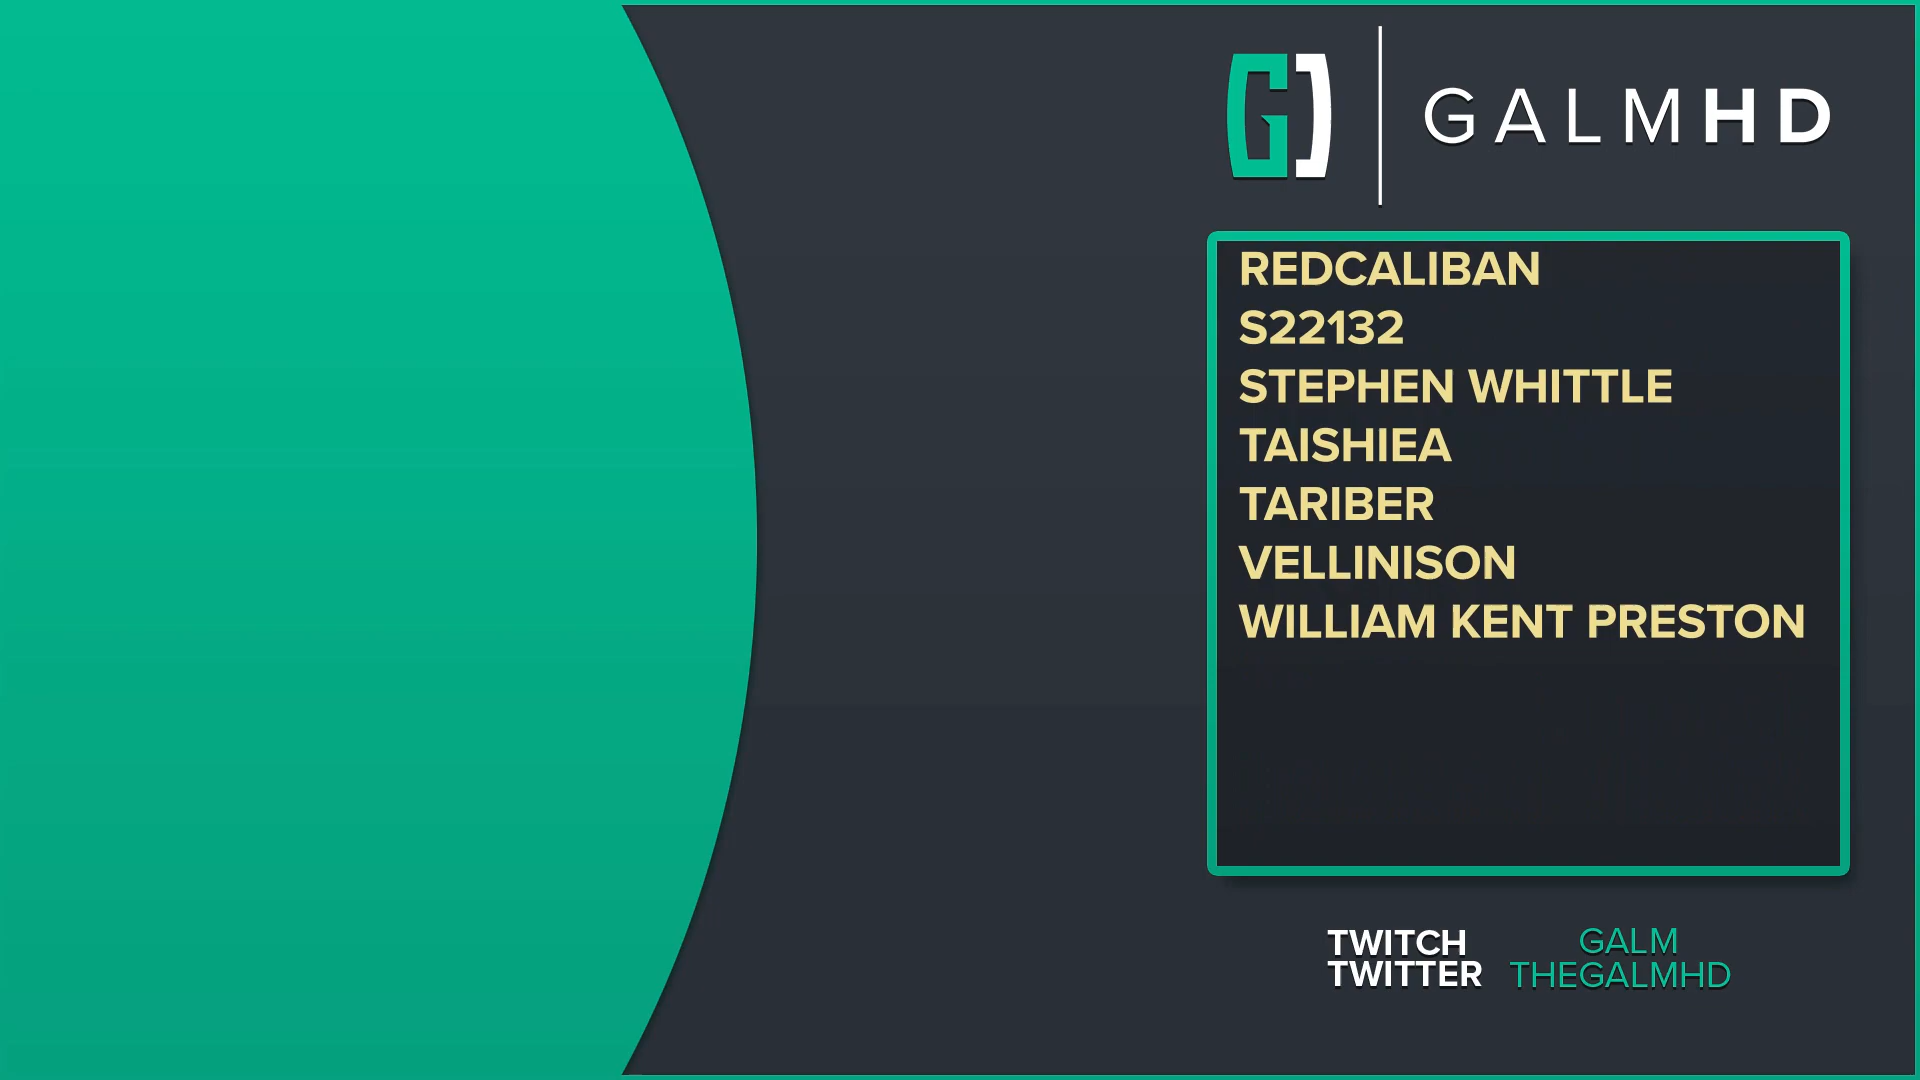 GALMHD
REDCALIBAN
S22132
STEPHEN WHITTLE
TAISHIEA
TARIBER
VELLINISON
WILLIAM KENT PRESTON
TWITCH GALM
TWITTER THEGALMHD